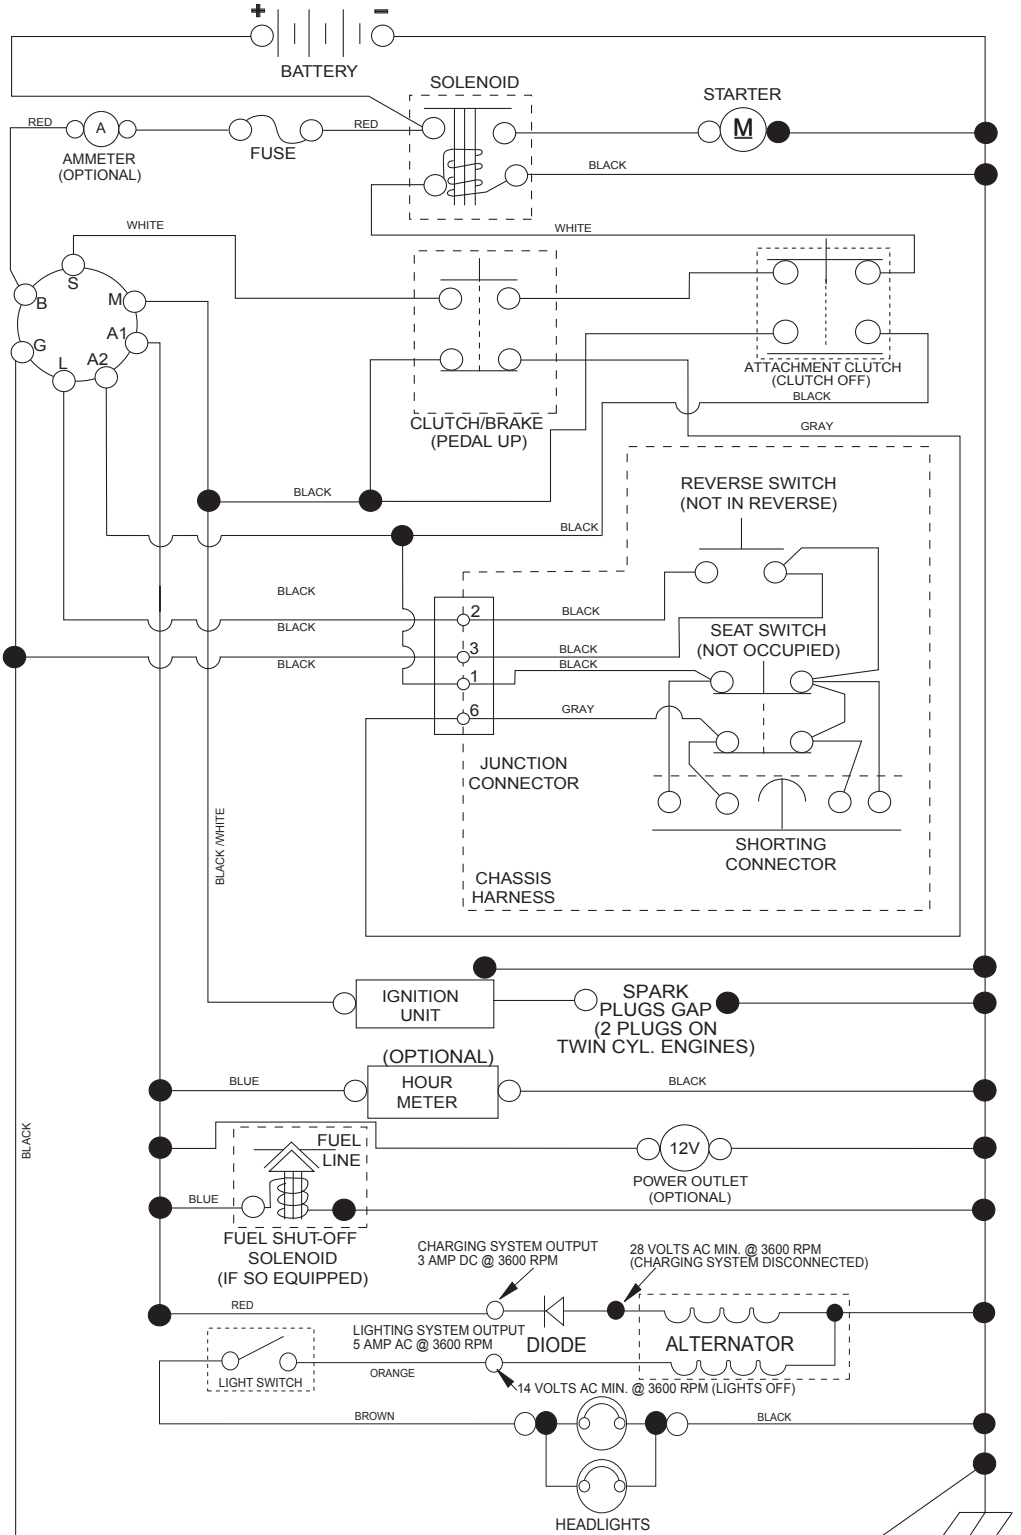 + −
BATTERY
SOLENOID
STARTER
RED
A
RED
M
AMMETER
(OPTIONAL)
FUSE
BLACK
WHITE
WHITE
S
B
M
A1
G
L
A2
ATTACHMENT CLUTCH
(CLUTCH OFF)
BLACK
CLUTCH/BRAKE
(PEDAL UP)
GRAY
REVERSE SWITCH
(NOT IN REVERSE)
BLACK
BLACK
BLACK
2
BLACK
BLACK
SEAT SWITCH
(NOT OCCUPIED)
3
BLACK
BLACK
BLACK
1
6
GRAY
JUNCTION
CONNECTOR
BLACK /WHITE
SHORTING
CONNECTOR
CHASSIS
HARNESS
IGNITION
UNIT
SPARK
PLUGS GAP
(2 PLUGS ON
TWIN CYL. ENGINES)
(OPTIONAL)
HOUR
METER
BLUE
BLACK
BLACK
FUEL
LINE
12V
POWER OUTLET
(OPTIONAL)
BLUE
FUEL SHUT-OFF
SOLENOID
(IF SO EQUIPPED)
CHARGING SYSTEM OUTPUT
3 AMP DC @ 3600 RPM
28 VOLTS AC MIN. @ 3600 RPM
(CHARGING SYSTEM DISCONNECTED)
RED
DIODE
ALTERNATOR
LIGHTING SYSTEM OUTPUT
5 AMP AC @ 3600 RPM
ORANGE
LIGHT SWITCH
14 VOLTS AC MIN. @ 3600 RPM (LIGHTS OFF)
BROWN
BLACK
HEADLIGHTS